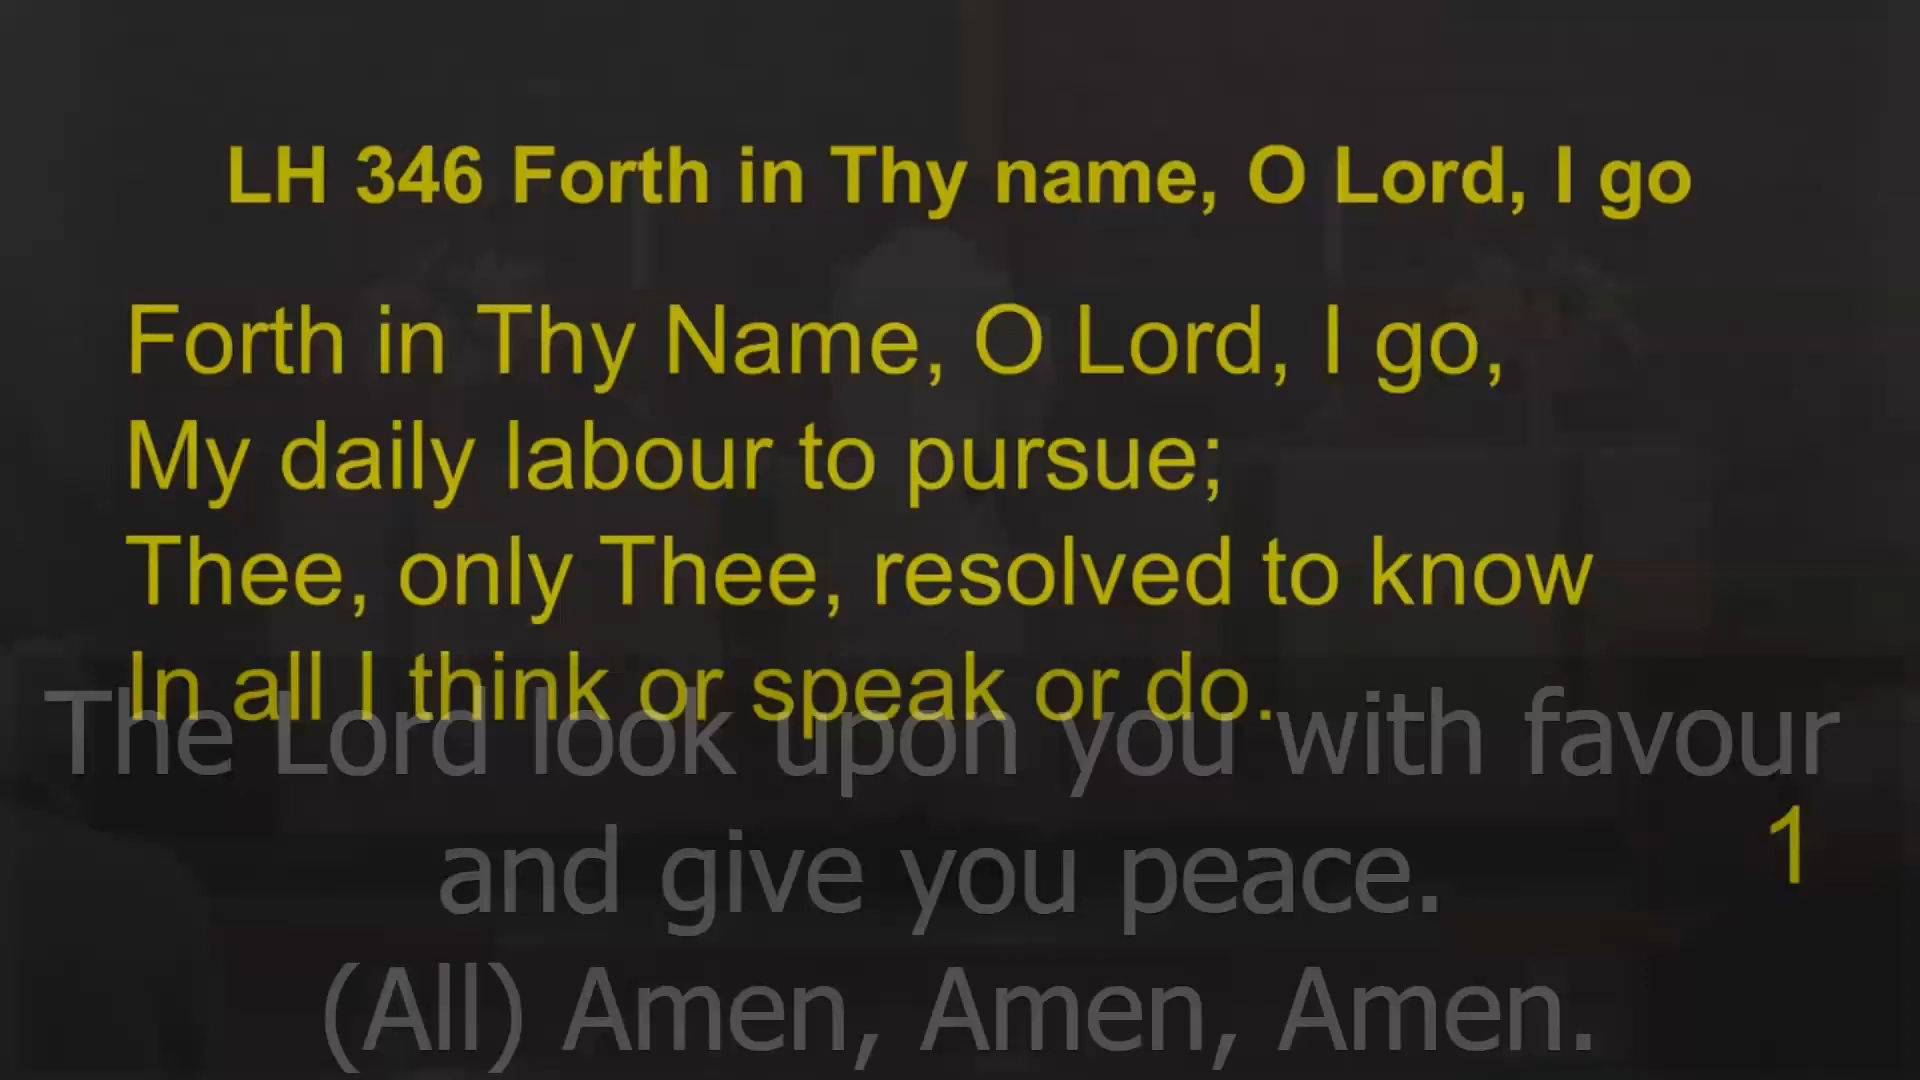 LH 346 Forth in Thy name, O Lord, I go
Forth in Thy Name, O Lord, I go,
My daily labour to pursue;
Thee, only Thee, resolved to know
In all I think or speak or do.
The Lord look upon you with favour
1
and give you peace.
(All) Amen, Amen, Amen.